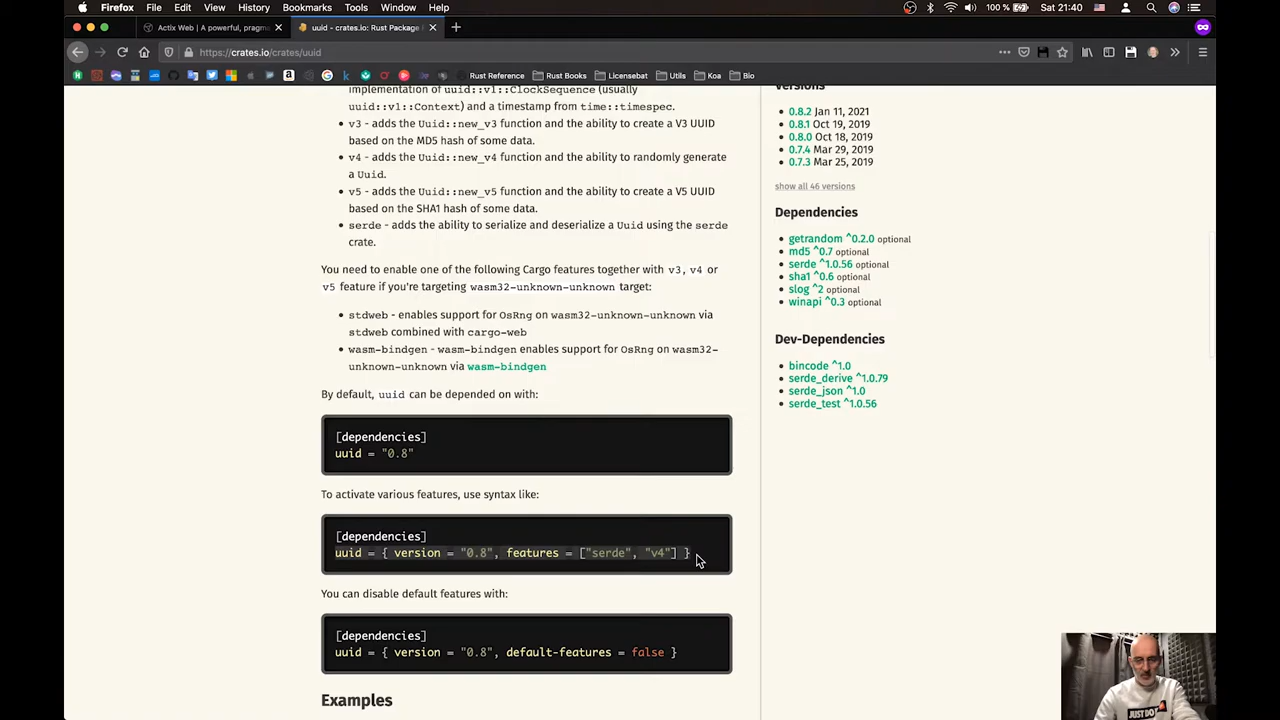 Firefox File Edit View History Bookmarks Tools Window Help 100 % Sat 21:40
Actix Web | A powerful, pragm
uuid - crates.io: Rust Package
https://crates.io/crates/uuid
Rust Reference Rust Books Licensebat Utils Koa Bio
implementation of uuid::v1::ClockSequence (usually
uuid::v1::Context) and a timestamp from time::timespec.
v3 - adds the Uuid::new_v3 function and the ability to create a V3 UUID
based on the MD5 hash of some data.
v4 - adds the Uuid::new_v4 function and the ability to randomly generate
a Uuid.
v5 - adds the Uuid::new_v5 function and the ability to create a V5 UUID
based on the SHA1 hash of some data.
serde - adds the ability to serialize and deserialize a Uuid using the serde
crate.
You need to enable one of the following Cargo features together with v3, v4 or
v5 feature if you're targeting wasm32-unknown-unknown target:
stdweb - enables support for OsRng on wasm32-unknown-unknown via
stdweb combined with cargo-web
wasm-bindgen - wasm-bindgen enables support for OsRng on wasm32-
unknown-unknown via wasm-bindgen
By default, uuid can be depended on with:
[dependencies]
uuid = "0.8"
To activate various features, use syntax like:
[dependencies]
uuid = { version = "0.8", features = ["serde", "v4"] }
You can disable default features with:
[dependencies]
uuid = { version = "0.8", default-features = false }
Examples
Versions
0.8.2 Jan 11, 2021
0.8.1 Oct 19, 2019
0.8.0 Oct 18, 2019
0.7.4 Mar 29, 2019
0.7.3 Mar 25, 2019
show all 46 versions
Dependencies
getrandom ^0.2.0 optional
md5 ^0.7 optional
serde ^1.0.56 optional
sha1 ^0.6 optional
slog ^2 optional
winapi ^0.3 optional
Dev-Dependencies
bincode ^1.0
serde_derive ^1.0.79
serde_json ^1.0
serde_test ^1.0.56
JUST DO